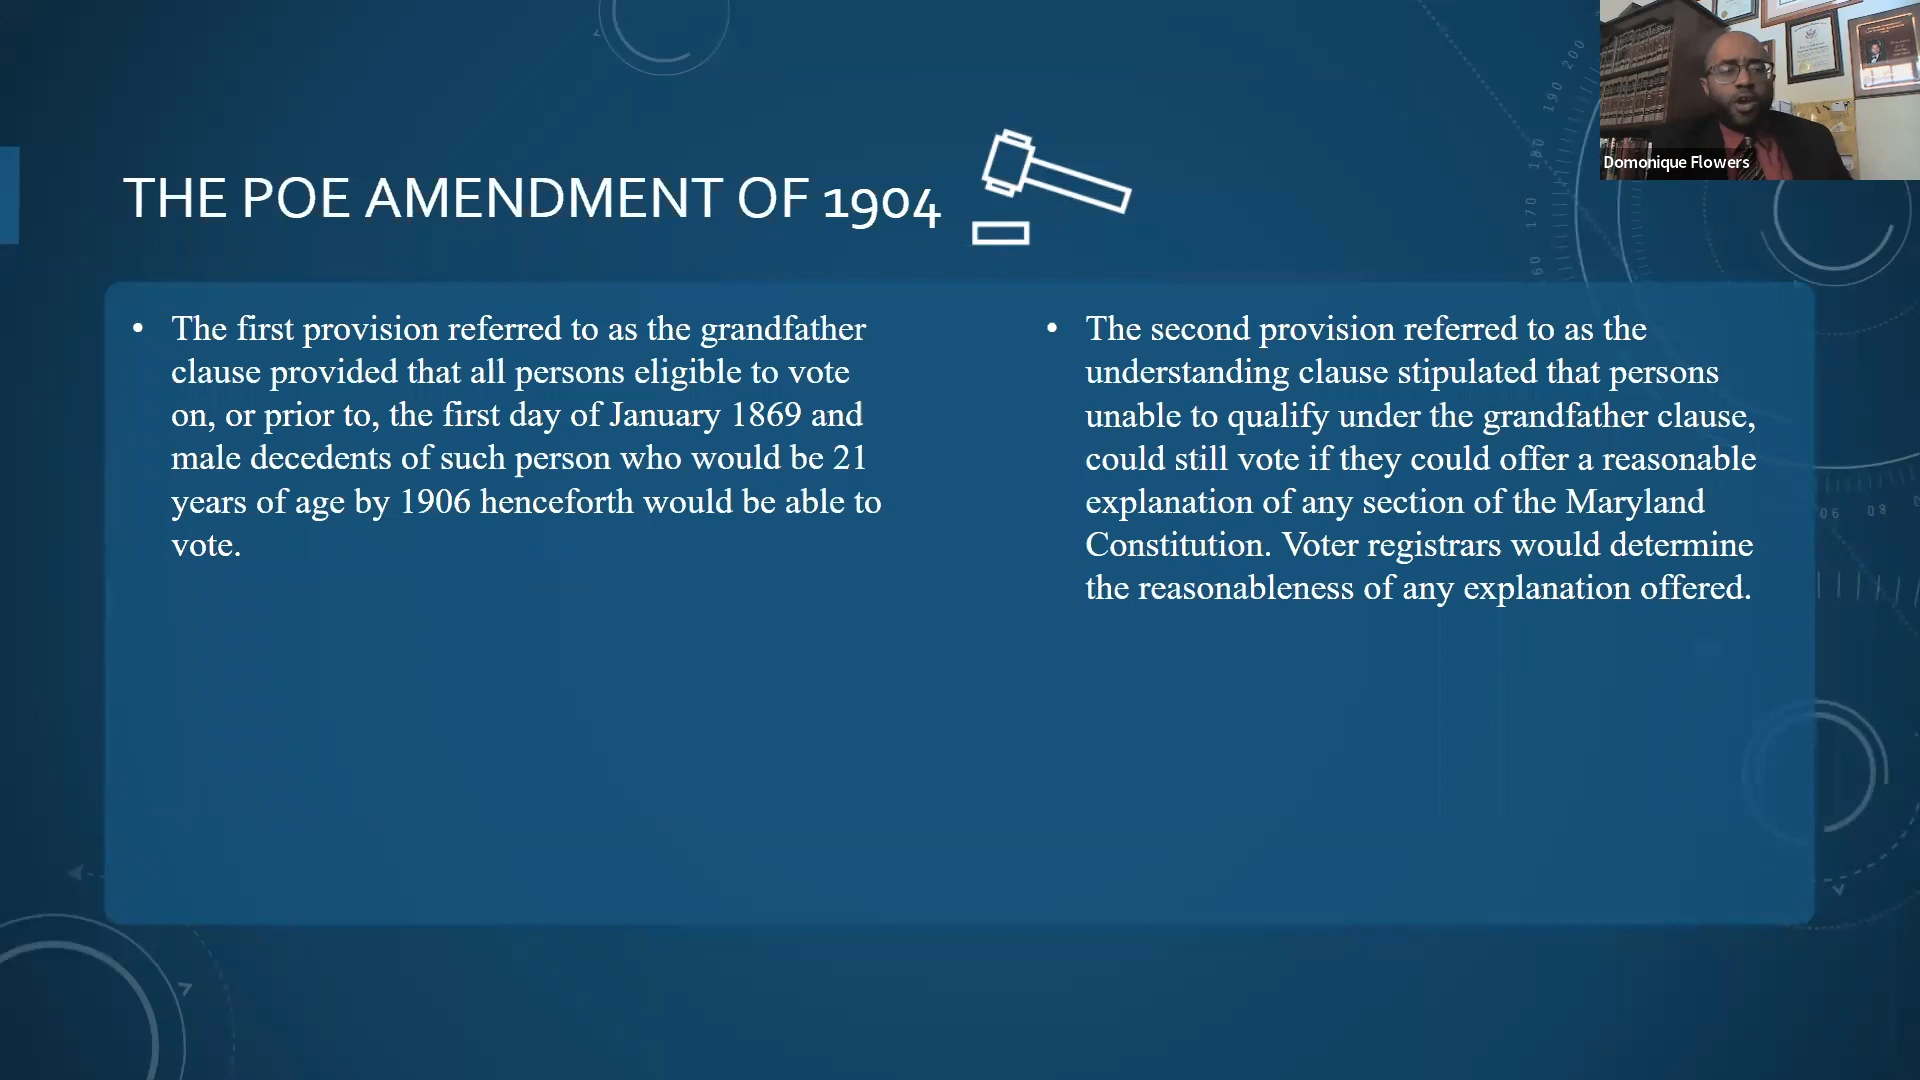 Domonique Flowers
THE POE AMENDMENT OF 1904
• The first provision referred to as the grandfather
clause provided that all persons eligible to vote
on, or prior to, the first day of January 1869 and
male decedents of such person who would be 21
years of age by 1906 henceforth would be able to
vote.
• The second provision referred to as the
understanding clause stipulated that persons
unable to qualify under the grandfather clause,
could still vote if they could offer a reasonable
explanation of any section of the Maryland
Constitution. Voter registrars would determine
the reasonableness of any explanation offered.
200
190
180
170